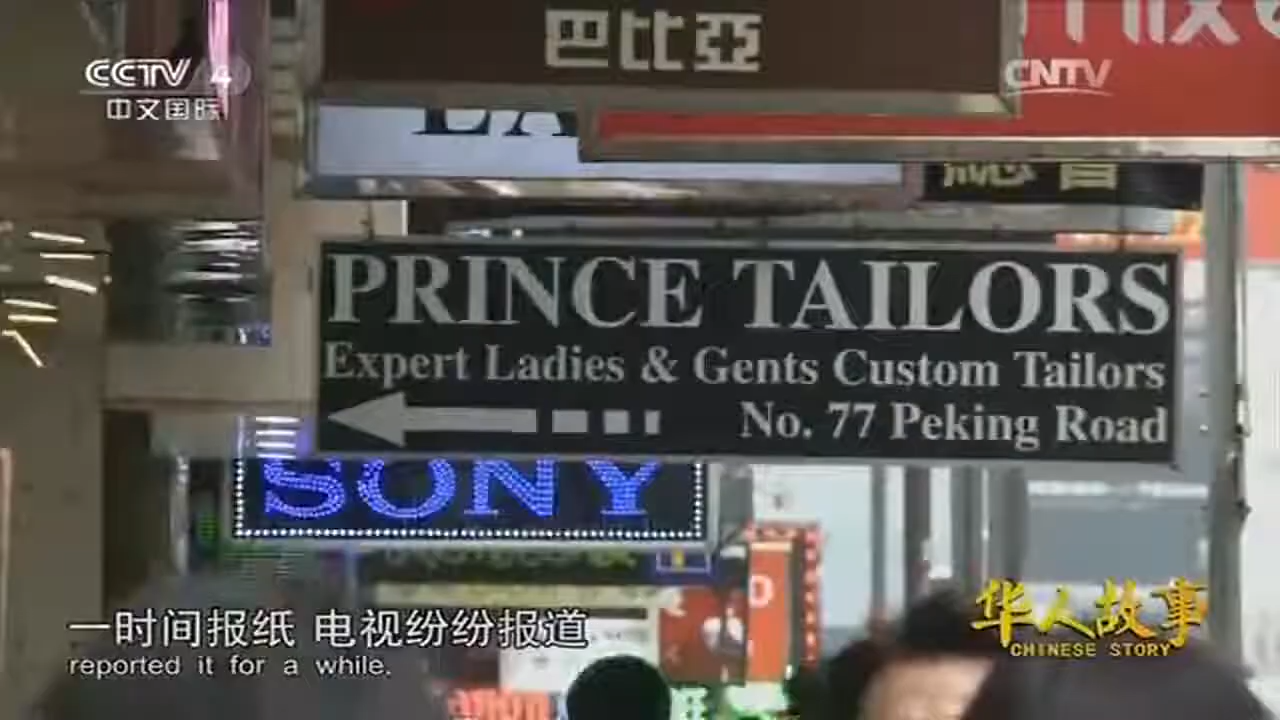 巴比亞
CCTV 4
中文国际
CNTV
PRINCE TAILORS
Expert Ladies & Gents Custom Tailors
No. 77 Peking Road
SONY
一时间报纸 电视纷纷报道
reported it for a while.
华人故事
CHINESE STORY